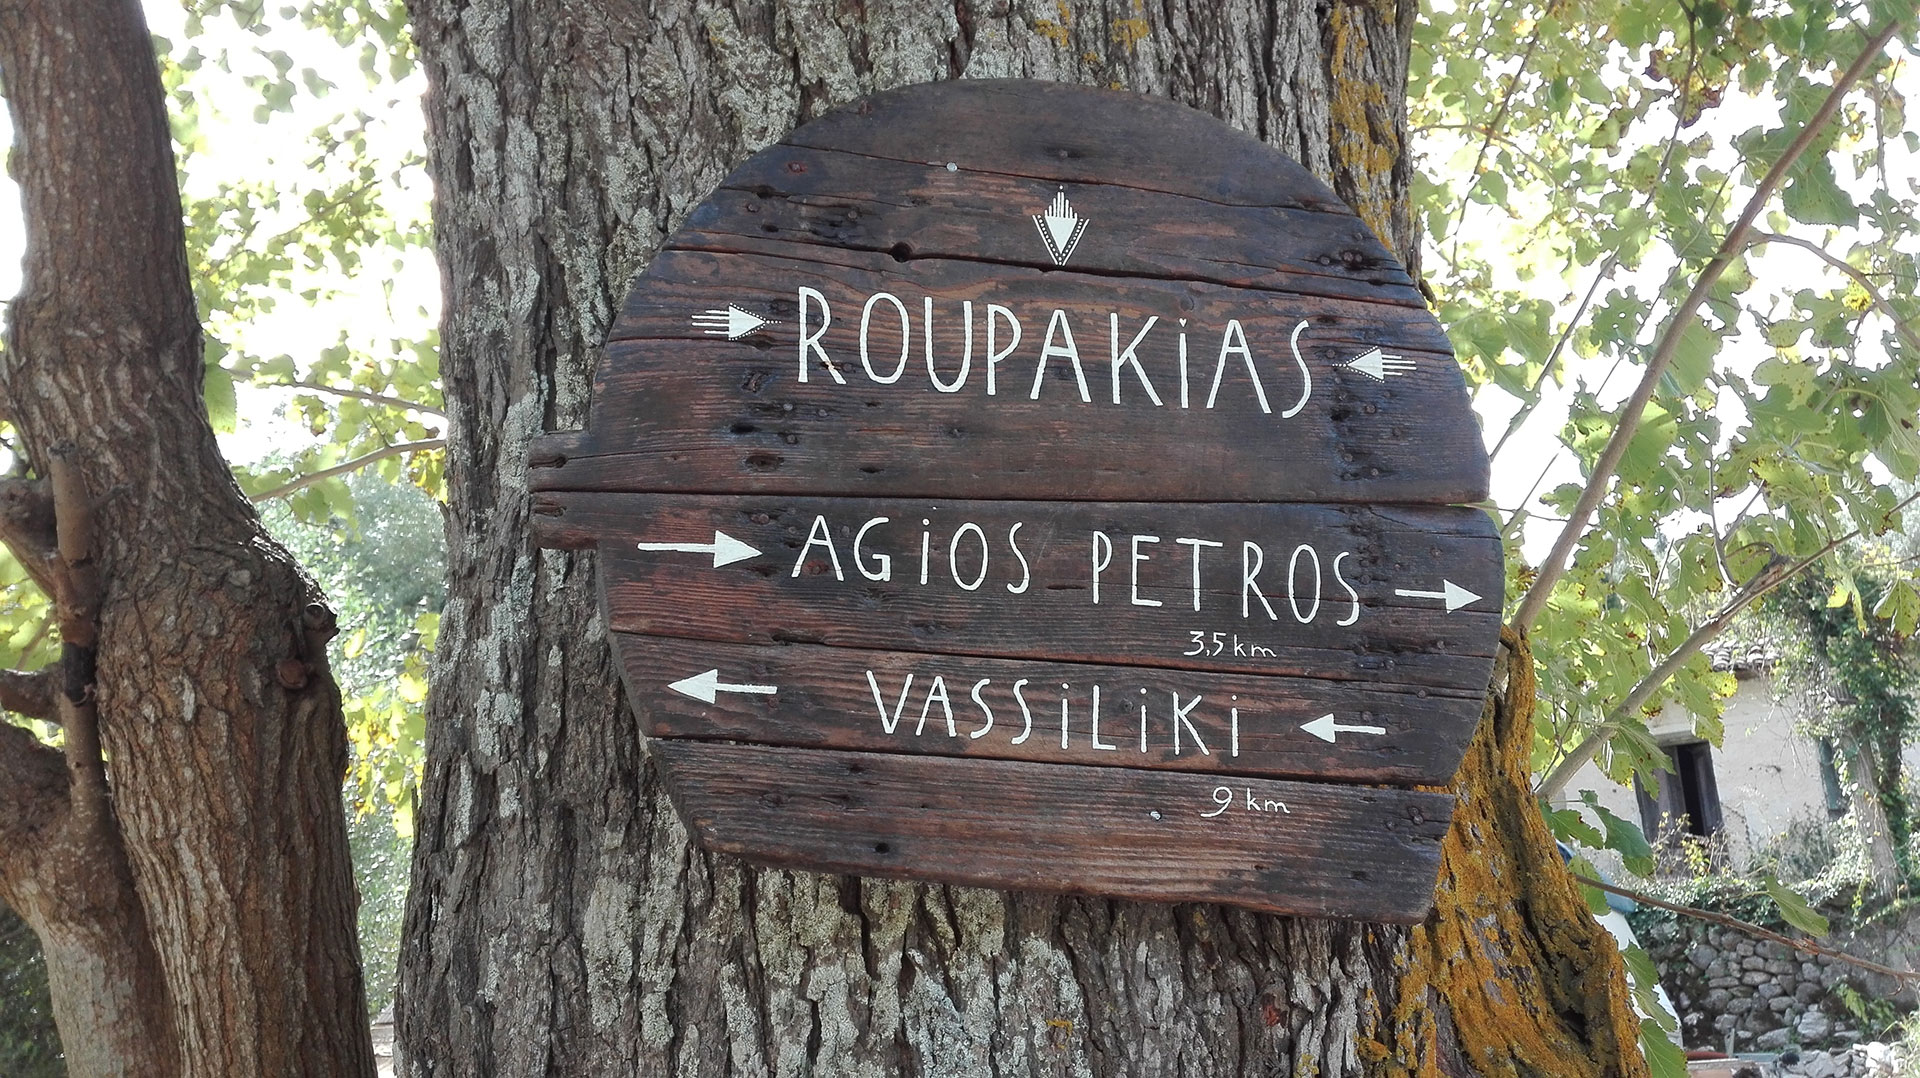 ROUPAKiAS
AGiOS PETROS
3,5 km
VASSiLiKi
9 km